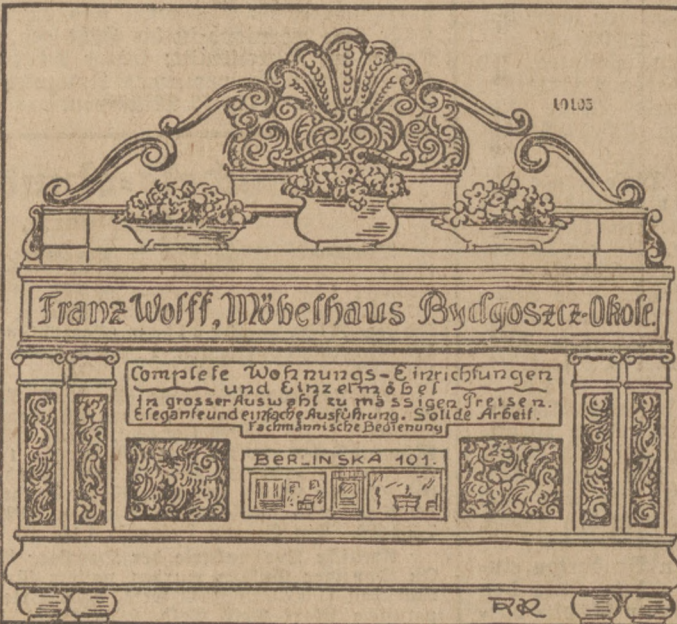 10105
Franz Wolff, Möbelhaus Bydgoszcz-Okole.
Complete Wohnungs-Einrichtungen
und Einzelmöbel
In grosser Auswahl zu mässigen Preisen.
Elegante und einfache Ausführung. Solide Arbeit.
Fachmännische Bedienung
BERLINSKA 101.
RR